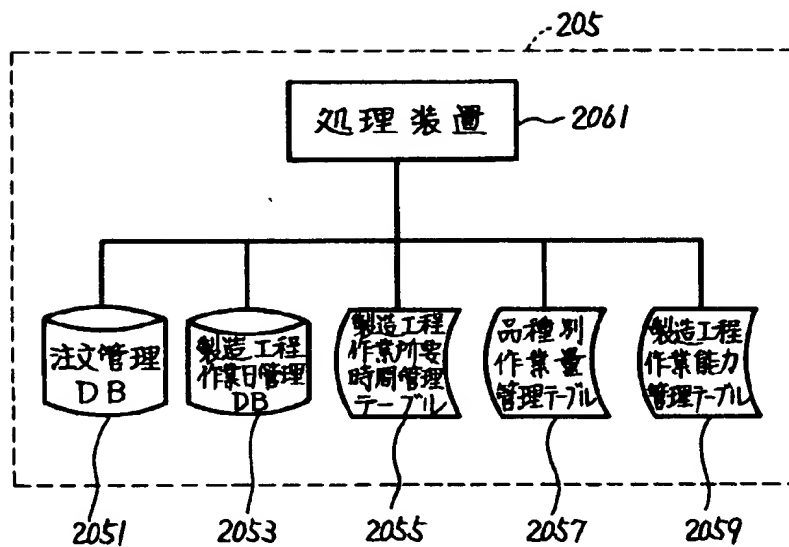 205
処理装置
2061
注文管理
DB
製造工程
作業日管理
DB
製造工程
作業所要
時間管理
テーブル
品種別
作業量
管理テーブル
製造工程
作業能力
管理テーブル
2051
2053
2055
2057
2059